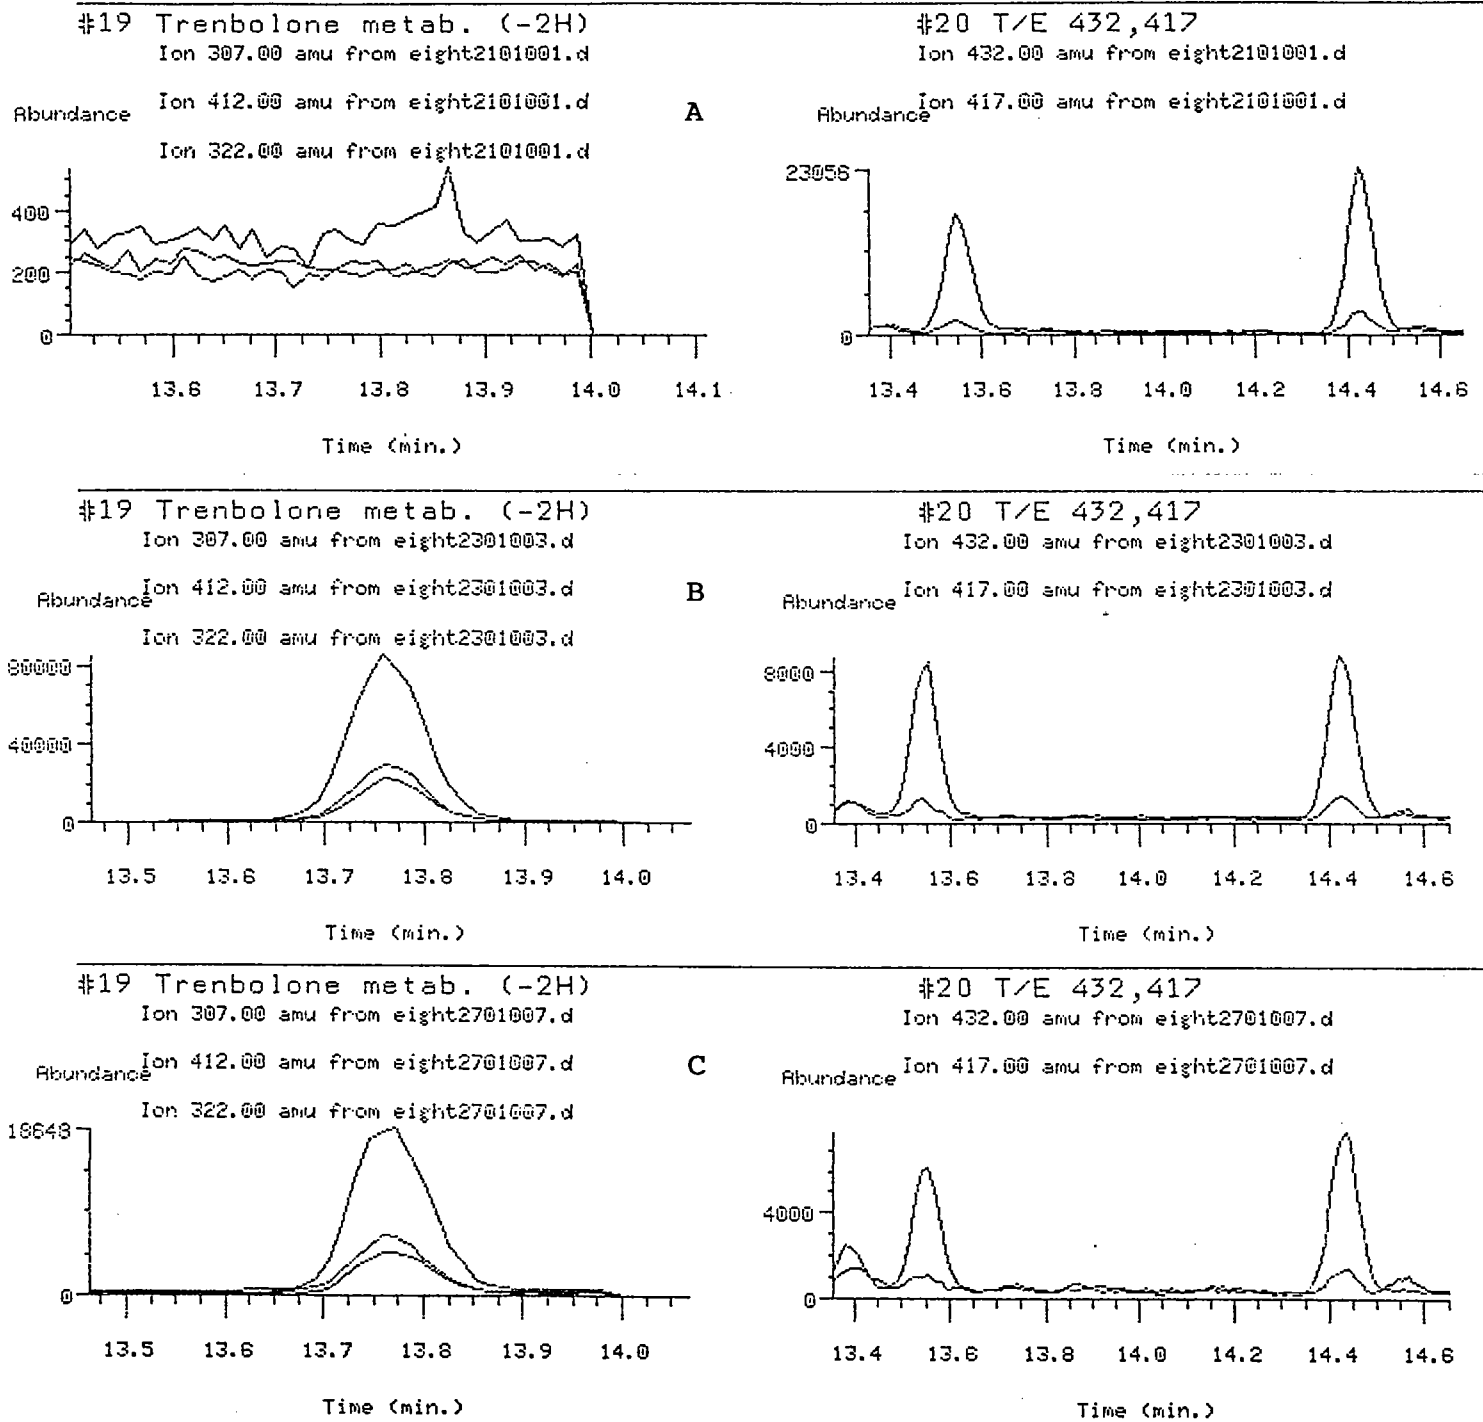 #19 Trenbolone metab. (-2H)
Ion 307.00 amu from eight2101001.d
Ion 412.00 amu from eight2101001.d
Abundance
Ion 322.00 amu from eight2101001.d
400
200
0
13.6 13.7 13.8 13.9 14.0 14.1
Time (min.)
A
#20 T/E 432,417
Ion 432.00 amu from eight2101001.d
Ion 417.00 amu from eight2101001.d
Abundance
23056
0
13.4 13.6 13.8 14.0 14.2 14.4 14.6
Time (min.)
#19 Trenbolone metab. (-2H)
Ion 307.00 amu from eight2301003.d
Ion 412.00 amu from eight2301003.d
Abundance
Ion 322.00 amu from eight2301003.d
80000
40000
0
13.5 13.6 13.7 13.8 13.9 14.0
Time (min.)
B
#20 T/E 432,417
Ion 432.00 amu from eight2301003.d
Ion 417.00 amu from eight2301003.d
Abundance
8000
4000
0
13.4 13.6 13.8 14.0 14.2 14.4 14.6
Time (min.)
#19 Trenbolone metab. (-2H)
Ion 307.00 amu from eight2701007.d
Ion 412.00 amu from eight2701007.d
Abundance
Ion 322.00 amu from eight2701007.d
18648
0
13.5 13.6 13.7 13.8 13.9 14.0
Time (min.)
C
#20 T/E 432,417
Ion 432.00 amu from eight2701007.d
Ion 417.00 amu from eight2701007.d
Abundance
4000
0
13.4 13.6 13.8 14.0 14.2 14.4 14.6
Time (min.)